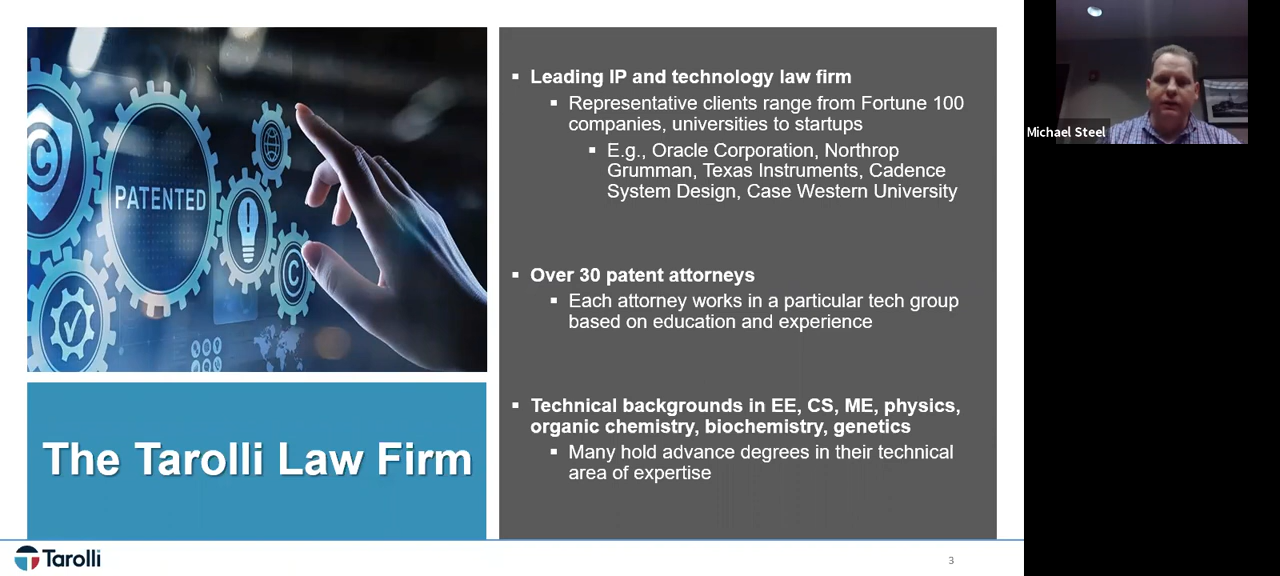 PATENTED
The Tarolli Law Firm
▪ Leading IP and technology law firm
▪ Representative clients range from Fortune 100
companies, universities to startups
▪ E.g., Oracle Corporation, Northrop
Grumman, Texas Instruments, Cadence
System Design, Case Western University
▪ Over 30 patent attorneys
▪ Each attorney works in a particular tech group
based on education and experience
▪ Technical backgrounds in EE, CS, ME, physics,
organic chemistry, biochemistry, genetics
▪ Many hold advance degrees in their technical
area of expertise
Tarolli
3
Michael Steel